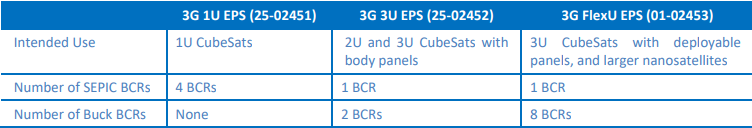 3G 1U EPS (25-02451) 3G 3U EPS (25-02452) 3G FlexU EPS (01-02453)
Intended Use 1U CubeSats 2U and 3U CubeSats with 3U CubeSats with deployable
body panels panels, and larger nanosatellites
Number of SEPIC BCRs 4 BCRs 1 BCR 1 BCR
Number of Buck BCRs None 2 BCRs 8 BCRs